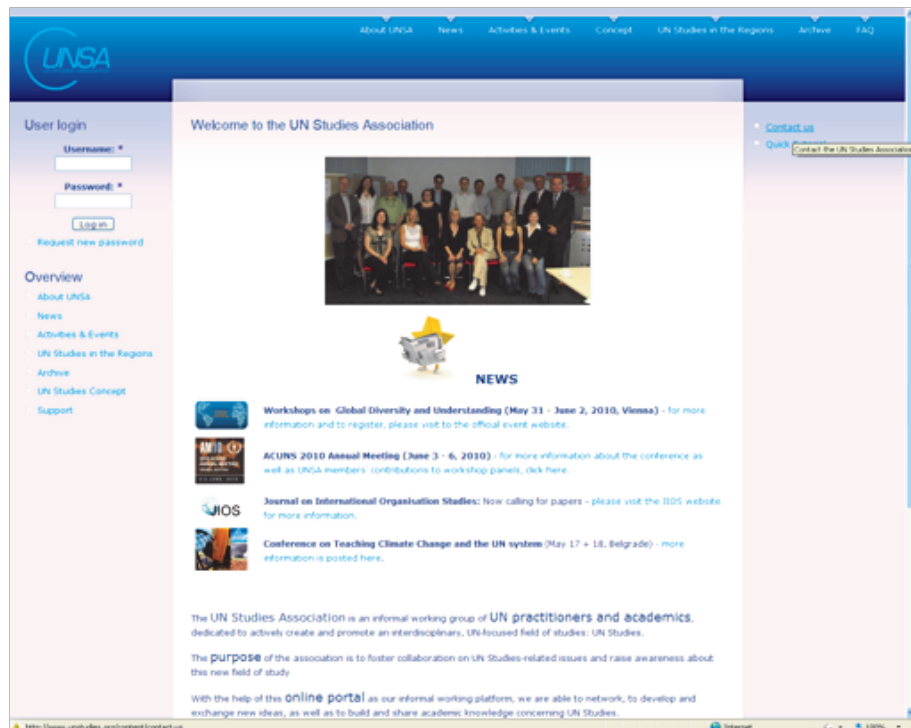 About UNSA News Activities & Events Concept UN Studies in the Regions Archive FAQ
UNSA
User login
Username: *
Password: *
Log in
Request new password
Overview
About UNSA
News
Activities & Events
UN Studies in the Regions
Archive
UN Studies Concept
Support
Welcome to the UN Studies Association
NEWS
Workshops on Global Diversity and Understanding (May 31 - June 2, 2010, Vienna) - for more
information and to register, please visit to the official event website.
ACUNS 2010 Annual Meeting (June 3 - 6, 2010) - for more information about the conference as
well as UNSA members' contributions to workshop panels, click here.
JIOS
Journal on International Organisation Studies: Now calling for papers - please visit the JIOS website
for more information.
Conference on Teaching Climate Change and the UN system (May 17 + 18, Belgrade) - more
information is posted here.
The UN Studies Association is an informal working group of UN practitioners and academics,
dedicated to actively create and promote an interdisciplinary, UN-focused field of studies: UN Studies.
The purpose of the association is to foster collaboration on UN Studies-related issues and raise awareness about
this new field of study
With the help of this online portal as our informal working platform, we are able to network, to develop and
exchange new ideas, as well as to build and share academic knowledge concerning UN Studies.
Contact us
Quick
Contact the UN Studies Association
http://www.unstudies.org/content/contact-us
Internet
100%